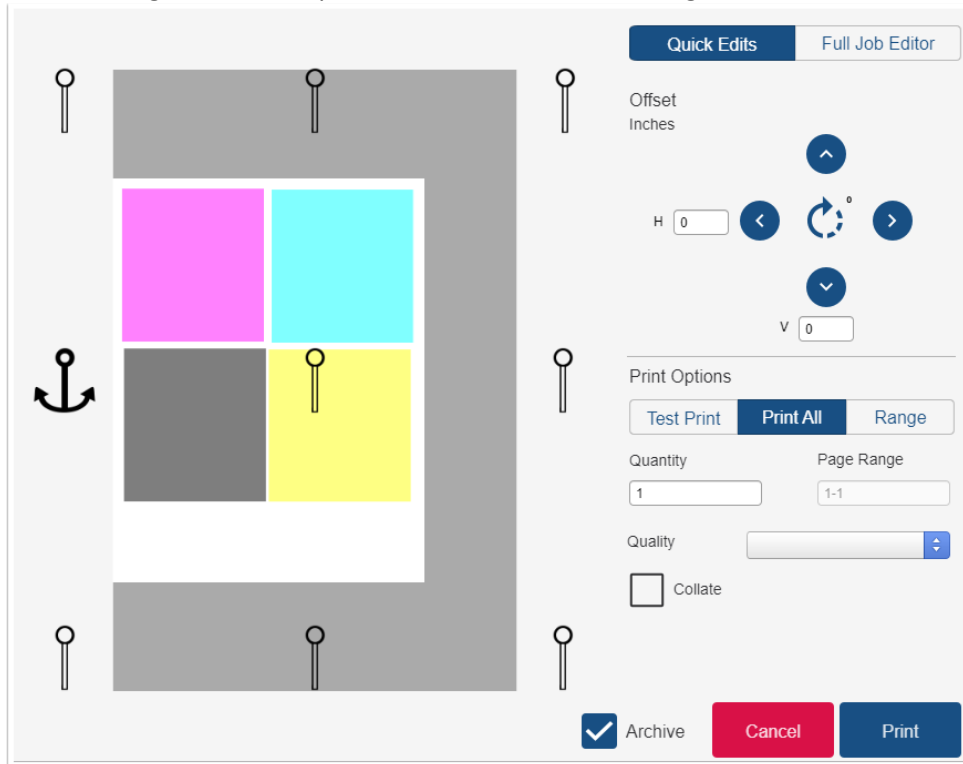 Quick Edits
Full Job Editor
Offset
Inches
0
H 0
V 0
Print Options
Test Print
Print All
Range
Quantity
Page Range
1
1-1
Quality
Collate
Archive
Cancel
Print